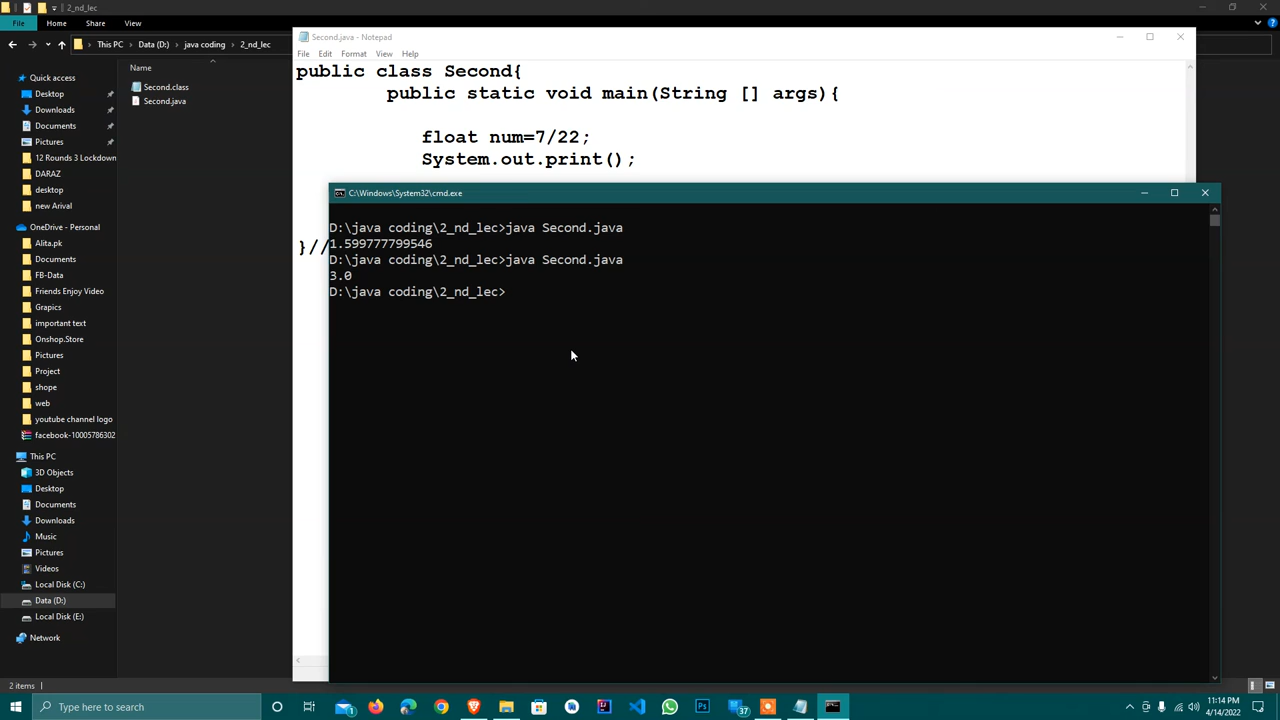 2_nd_lec
File Home Share View
This PC Data (D:) java coding 2_nd_lec
Quick access
Desktop
Downloads
Documents
Pictures
12 Rounds 3 Lockdown
DARAZ
desktop
new Arival
OneDrive - Personal
Alita.pk
Documents
FB-Data
Friends Enjoy Video
Grapics
important text
Onshop.Store
Pictures
Project
shope
web
youtube channel logo
facebook-10005786302
This PC
3D Objects
Desktop
Documents
Downloads
Music
Pictures
Videos
Local Disk (C:)
Data (D:)
Local Disk (E:)
Network
Name
Second.class
Second.java
2 items
Second.java - Notepad
File Edit Format View Help
public class Second{
public static void main(String [] args){
float num=7/22;
System.out.print();
}//
C:\Windows\System32\cmd.exe
D:\java coding\2_nd_lec>java Second.java
1.599777799546
D:\java coding\2_nd_lec>java Second.java
3.0
D:\java coding\2_nd_lec>
Type here to search
1
37
Ps
11:14 PM
4/14/2022